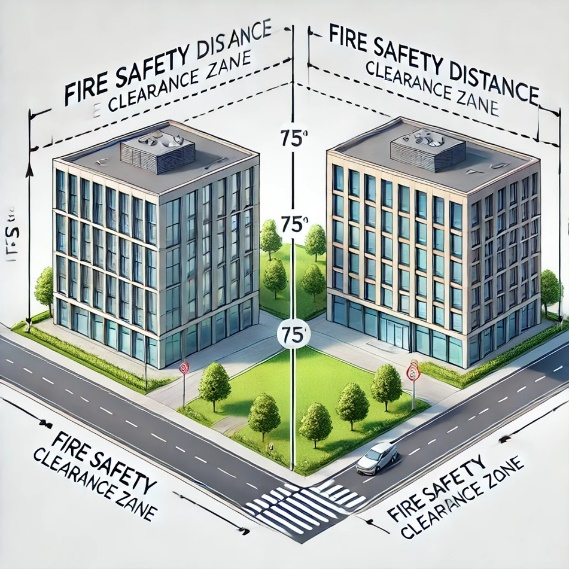 FIRE SAFETY DISANCE
E CLEARANCE ZANE
FIRE SAFETY DISTANCE
CLEARANCE ZANE
75"
75"
75'
FIRE SAFETY
CLEARANCE ZANE
FIRE SAFETY
CLEARANCE ZONE